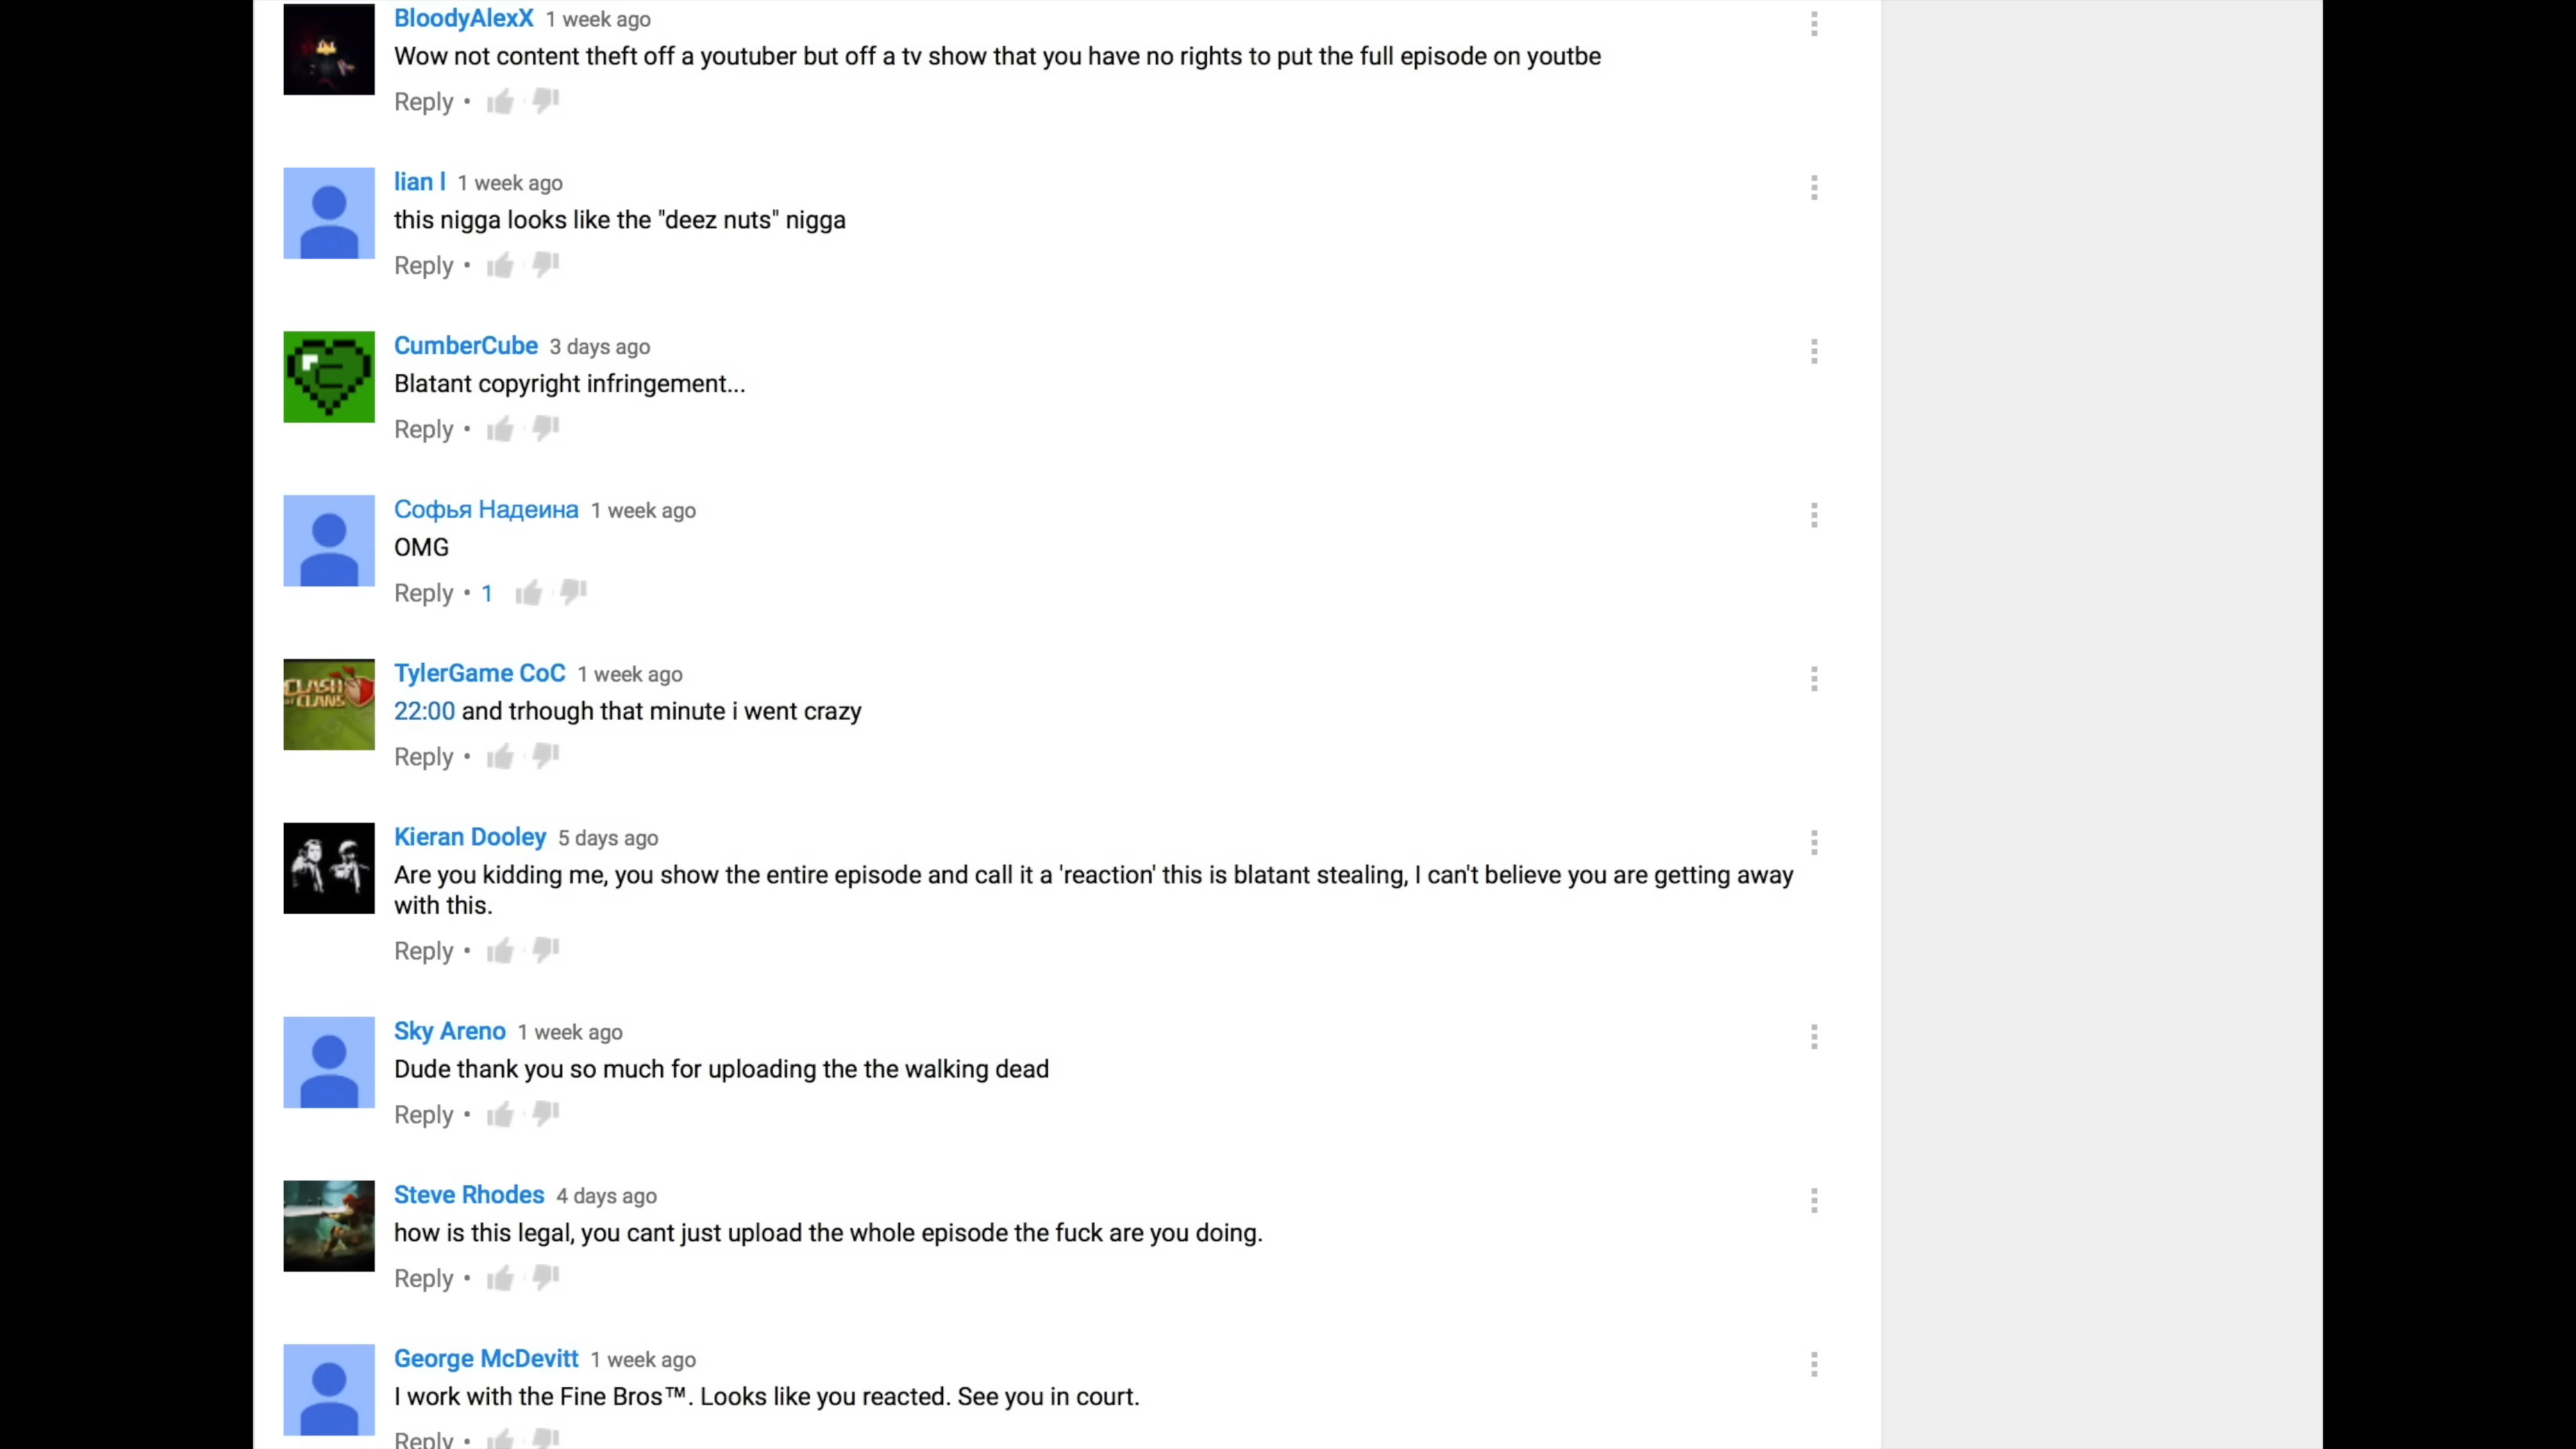 BloodyAlexX 1 week ago
Wow not content theft off a youtuber but off a tv show that you have no rights to put the full episode on youtbe
Reply •
lian l 1 week ago
this nigga looks like the "deez nuts" nigga
Reply •
CumberCube 3 days ago
Blatant copyright infringement...
Reply •
Софья Надеина 1 week ago
OMG
Reply • 1
CLASH
OF CLANS
TylerGame CoC 1 week ago
22:00 and trhough that minute i went crazy
Reply •
Kieran Dooley 5 days ago
Are you kidding me, you show the entire episode and call it a 'reaction' this is blatant stealing, I can't believe you are getting away
with this.
Reply •
Sky Areno 1 week ago
Dude thank you so much for uploading the the walking dead
Reply •
Steve Rhodes 4 days ago
how is this legal, you cant just upload the whole episode the fuck are you doing.
Reply •
George McDevitt 1 week ago
I work with the Fine Bros™. Looks like you reacted. See you in court.
Reply •